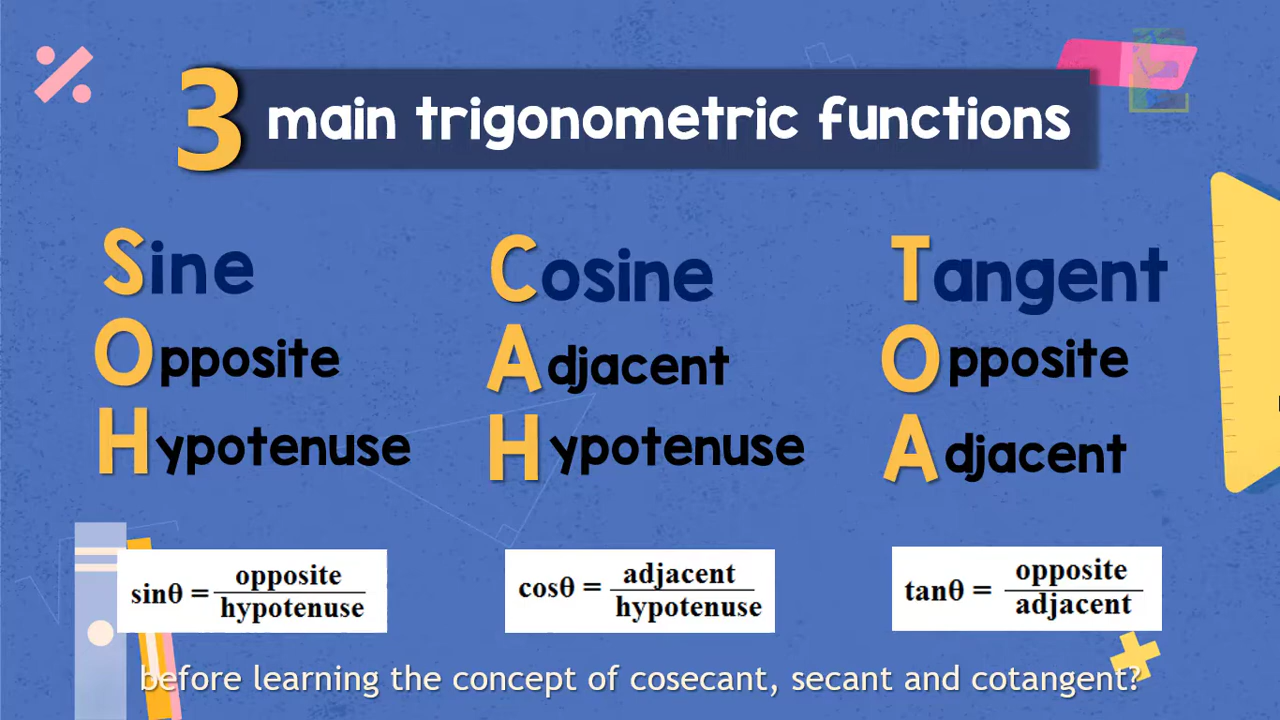 3 main trigonometric functions
Sine
Opposite
Hypotenuse
Cosine
Adjacent
Hypotenuse
Tangent
Opposite
Adjacent
sinθ = opposite / hypotenuse
cosθ = adjacent / hypotenuse
tanθ = opposite / adjacent
before learning the concept of cosecant, secant and cotangent?